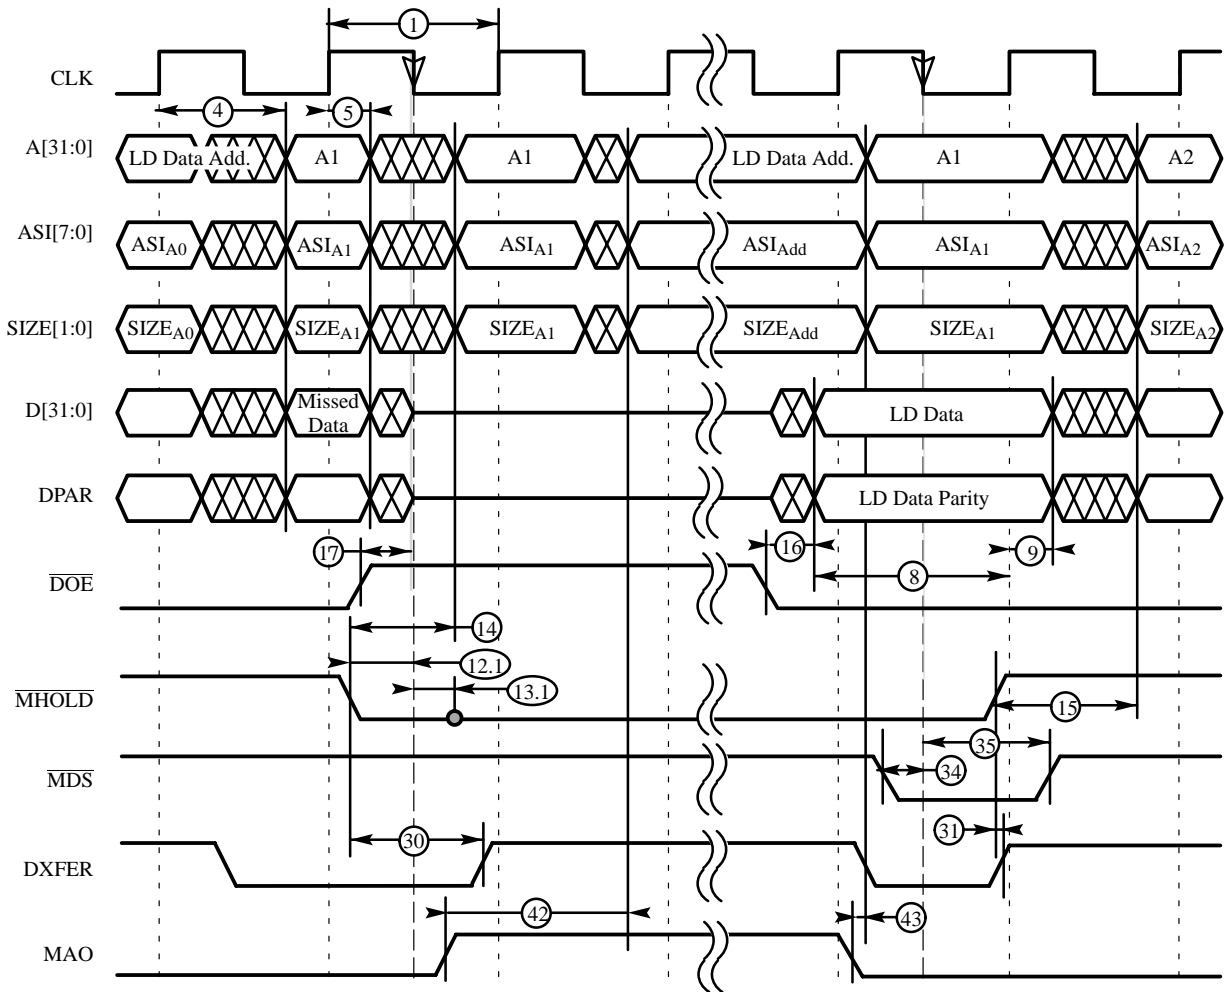 1
CLK
4
5
A[31:0]
LD Data Add.
A1
A1
LD Data Add.
A1
A2
ASI[7:0]
ASIA0
ASIA1
ASIA1
ASIAdd
ASIA1
ASIA2
SIZE[1:0]
SIZEA0
SIZEA1
SIZEA1
SIZEAdd
SIZEA1
SIZEA2
D[31:0]
Missed
Data
LD Data
DPAR
LD Data Parity
17
16
9
DOE
8
14
12.1
MHOLD
13.1
15
35
MDS
34
31
30
DXFER
42
43
MAO